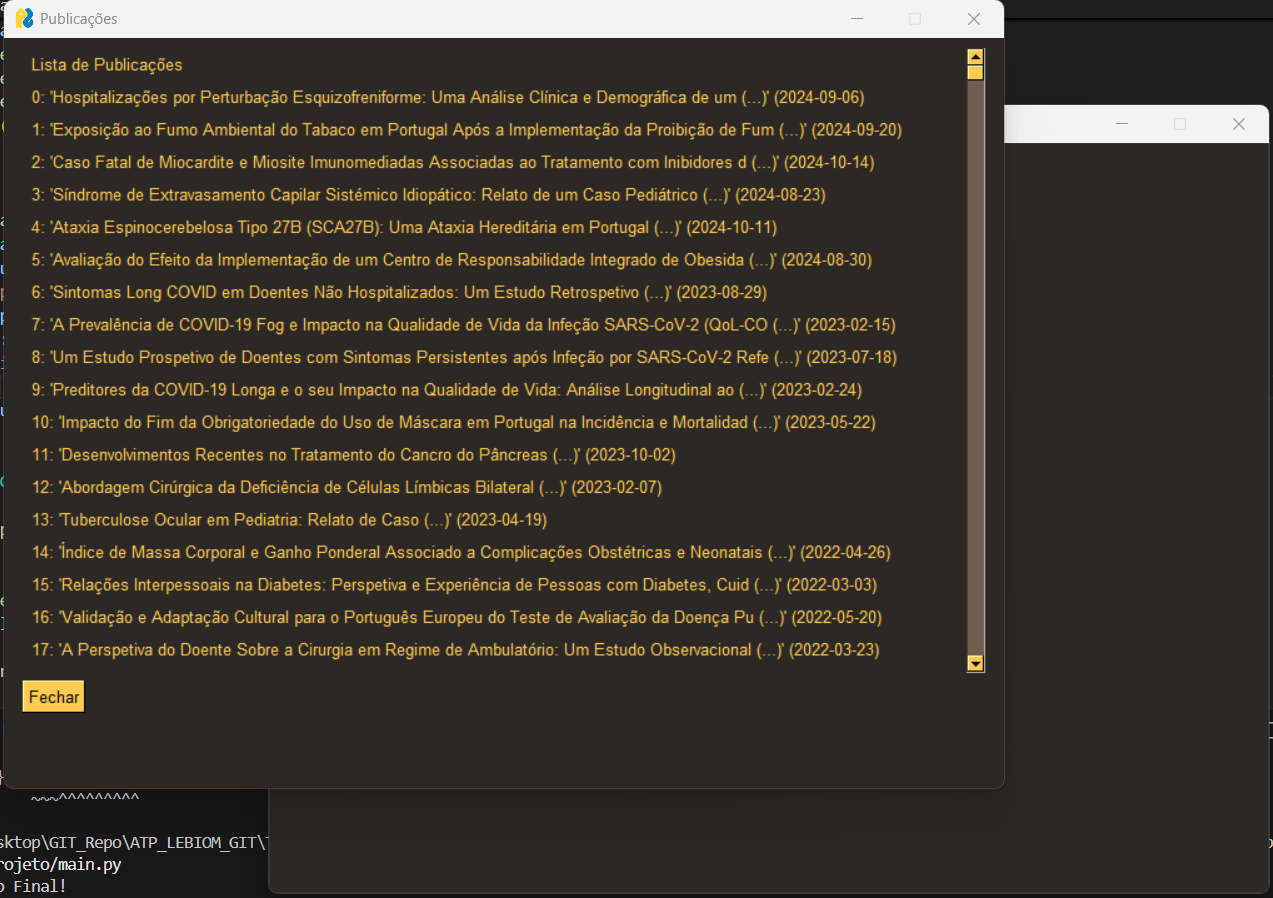 Publicações
Lista de Publicações
0: 'Hospitalizações por Perturbação Esquizofreniforme: Uma Análise Clínica e Demográfica de um (...)' (2024-09-06)
1: 'Exposição ao Fumo Ambiental do Tabaco em Portugal Após a Implementação da Proibição de Fum (...)' (2024-09-20)
2: 'Caso Fatal de Miocardite e Miosite Imunomediadas Associadas ao Tratamento com Inibidores d (...)' (2024-10-14)
3: 'Síndrome de Extravasamento Capilar Sistémico Idiopático: Relato de um Caso Pediátrico (...)' (2024-08-23)
4: 'Ataxia Espinocerebelosa Tipo 27B (SCA27B): Uma Ataxia Hereditária em Portugal (...)' (2024-10-11)
5: 'Avaliação do Efeito da Implementação de um Centro de Responsabilidade Integrado de Obesida (...)' (2024-08-30)
6: 'Sintomas Long COVID em Doentes Não Hospitalizados: Um Estudo Retrospetivo (...)' (2023-08-29)
7: 'A Prevalência de COVID-19 Fog e Impacto na Qualidade de Vida da Infeção SARS-CoV-2 (QoL-CO (...)' (2023-02-15)
8: 'Um Estudo Prospetivo de Doentes com Sintomas Persistentes após Infeção por SARS-CoV-2 Refe (...)' (2023-07-18)
9: 'Preditores da COVID-19 Longa e o seu Impacto na Qualidade de Vida: Análise Longitudinal ao (...)' (2023-02-24)
10: 'Impacto do Fim da Obrigatoriedade do Uso de Máscara em Portugal na Incidência e Mortalidad (...)' (2023-05-22)
11: 'Desenvolvimentos Recentes no Tratamento do Cancro do Pâncreas (...)' (2023-10-02)
12: 'Abordagem Cirúrgica da Deficiência de Células Límbicas Bilateral (...)' (2023-02-07)
13: 'Tuberculose Ocular em Pediatria: Relato de Caso (...)' (2023-04-19)
14: 'Índice de Massa Corporal e Ganho Ponderal Associado a Complicações Obstétricas e Neonatais (...)' (2022-04-26)
15: 'Relações Interpessoais na Diabetes: Perspetiva e Experiência de Pessoas com Diabetes, Cuid (...)' (2022-03-03)
16: 'Validação e Adaptação Cultural para o Português Europeu do Teste de Avaliação da Doença Pu (...)' (2022-05-20)
17: 'A Perspetiva do Doente Sobre a Cirurgia em Regime de Ambulatório: Um Estudo Observacional (...)' (2022-03-23)
Fechar
~~~^^^^^^^^^
sktop\GIT_Repo\ATP_LEBIOM_GIT\
rojeto/main.py
o Final!